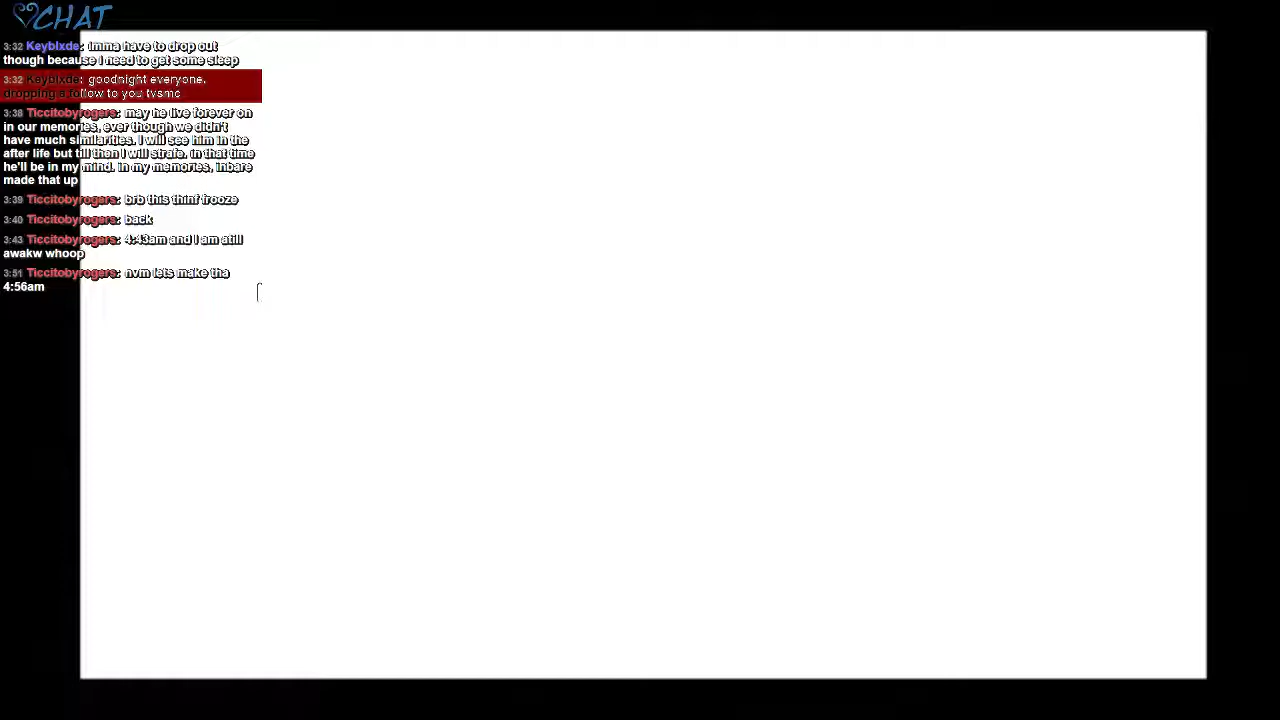 CHAT
3:32 Keyblxde: imma have to drop out
though because I need to get some sleep
3:32 Keyblxde: goodnight everyone.
dropping a follow to you tvsmc
3:38 Ticcitobyrogers: may he live forever on
in our memories, ever though we didn't
have much similarities. I will see him in the
after life but till then I will strafe. in that time
he'll be in my mind. in my memories, inbare
made that up
3:39 Ticcitobyrogers: brb this thinf frooze
3:40 Ticcitobyrogers: back
3:43 Ticcitobyrogers: 4:43am and I am atill
awakw whoop
3:51 Ticcitobyrogers: nvm lets make tha
4:56am